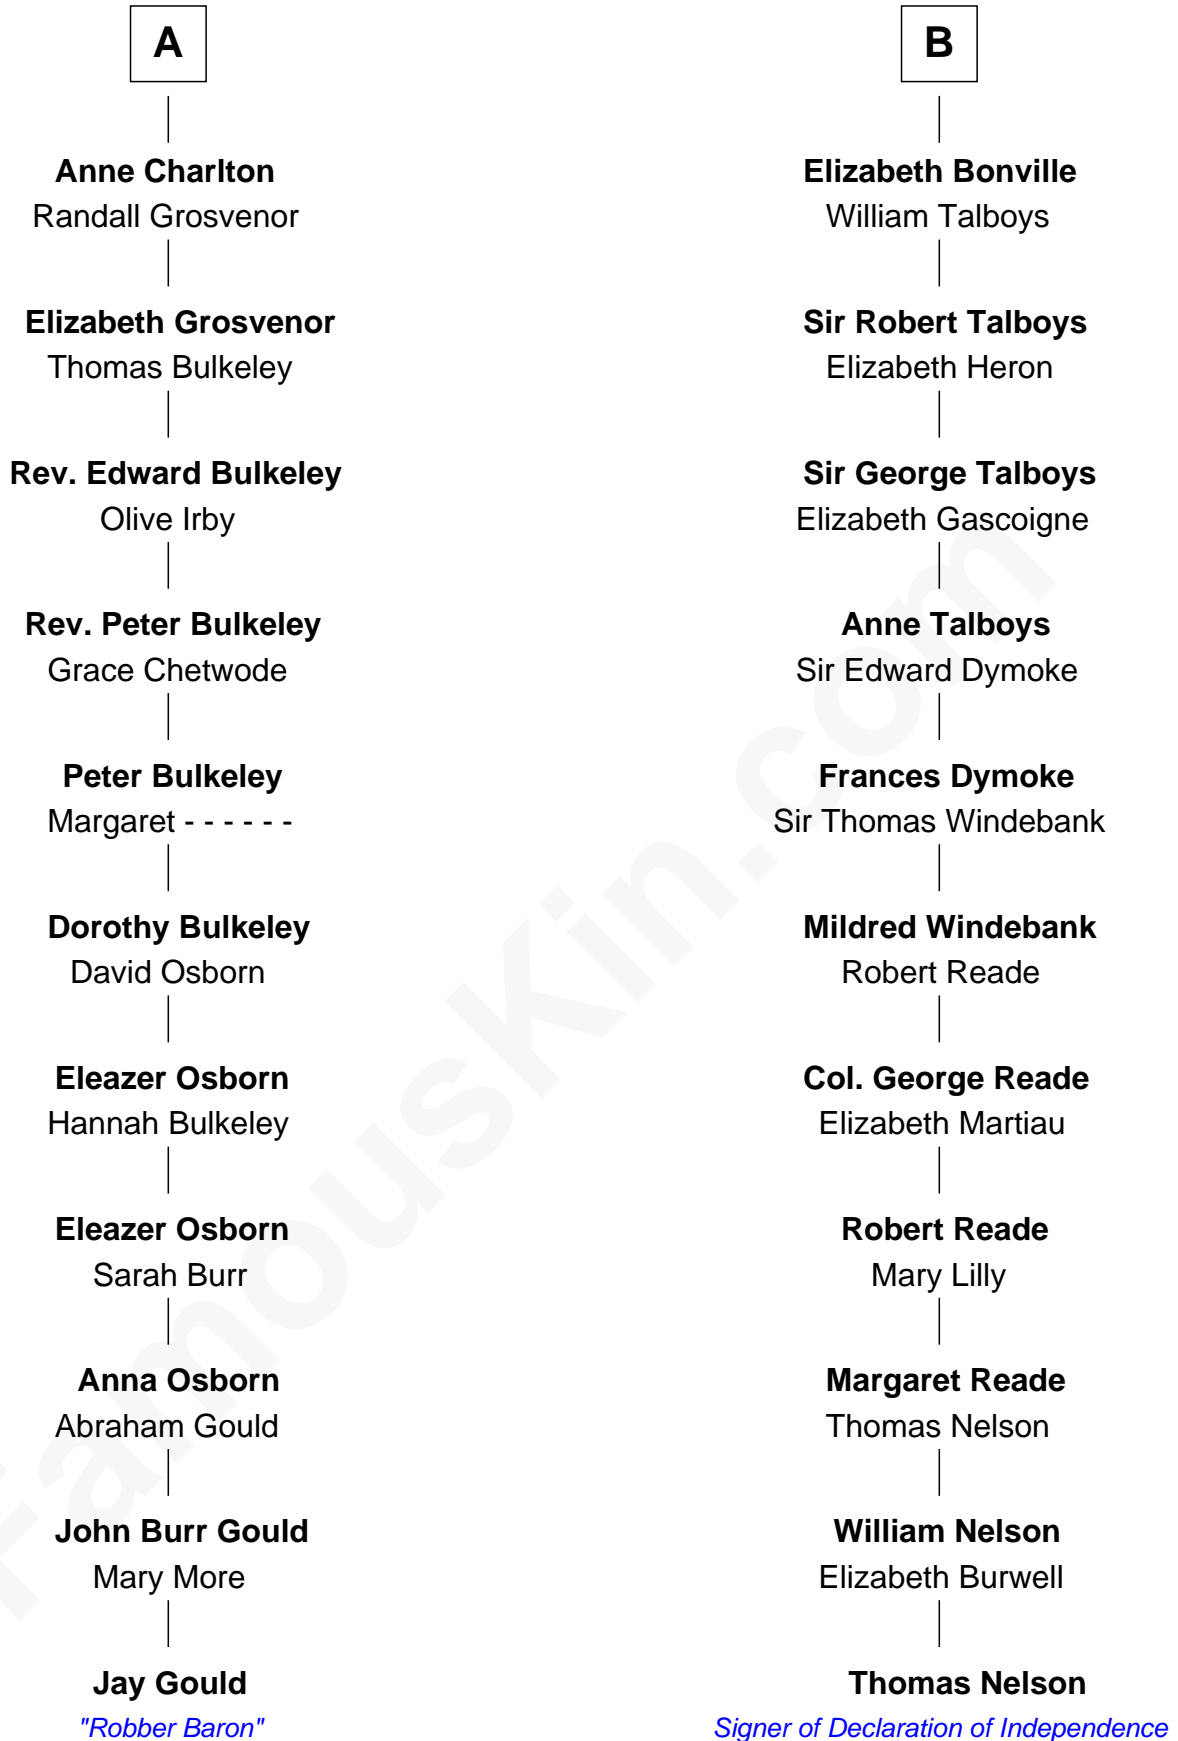 A
Anne Charlton
Randall Grosvenor
Elizabeth Grosvenor
Thomas Bulkeley
Rev. Edward Bulkeley
Olive Irby
Rev. Peter Bulkeley
Grace Chetwode
Peter Bulkeley
Margaret - - - - - -
Dorothy Bulkeley
David Osborn
Eleazer Osborn
Hannah Bulkeley
Eleazer Osborn
Sarah Burr
Anna Osborn
Abraham Gould
John Burr Gould
Mary More
Jay Gould
"Robber Baron"
B
Elizabeth Bonville
William Talboys
Sir Robert Talboys
Elizabeth Heron
Sir George Talboys
Elizabeth Gascoigne
Anne Talboys
Sir Edward Dymoke
Frances Dymoke
Sir Thomas Windebank
Mildred Windebank
Robert Reade
Col. George Reade
Elizabeth Martiau
Robert Reade
Mary Lilly
Margaret Reade
Thomas Nelson
William Nelson
Elizabeth Burwell
Thomas Nelson
Signer of Declaration of Independence
FamousKin.com